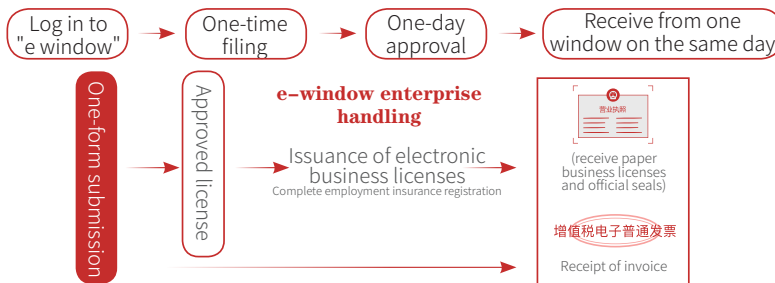 Log in to
"e window"
One-time
filing
One-day
approval
Receive from one
window on the same day
One-form submission
Approved license
e-window enterprise
handling
Issuance of electronic
business licenses
Complete employment insurance registration
营业执照
(receive paper
business licenses
and official seals)
增值税电子普通发票
Receipt of invoice